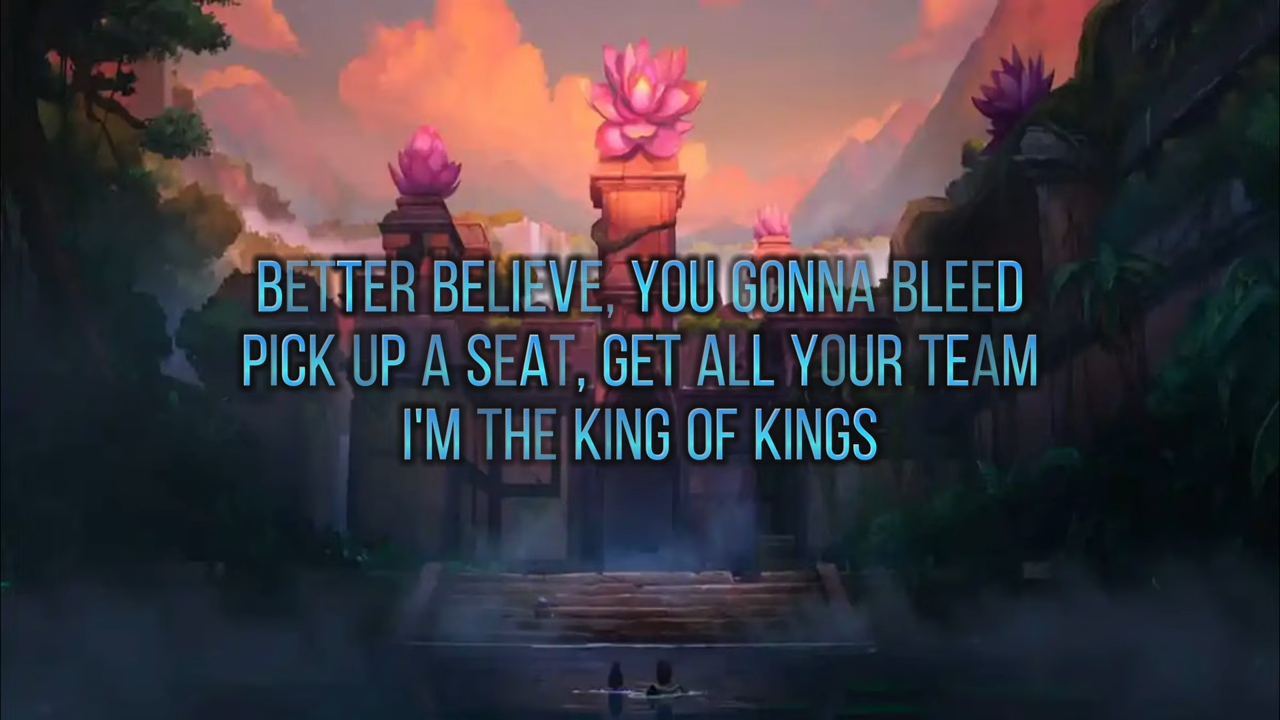 BETTER BELIEVE, YOU GONNA BLEED
PICK UP A SEAT, GET ALL YOUR TEAM
I'M THE KING OF KINGS